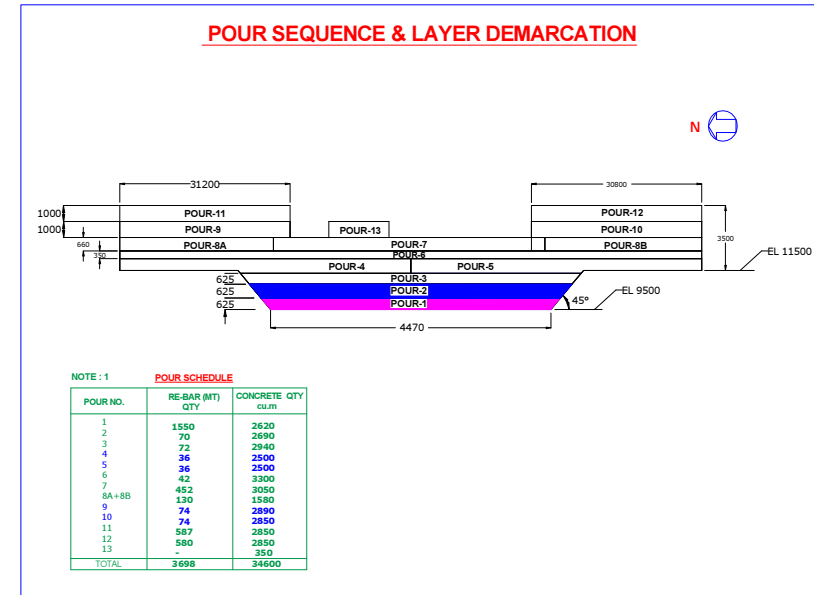 POUR SEQUENCE & LAYER DEMARCATION
N
31200
30800
1000
POUR-11
POUR-12
1000
POUR-9
POUR-13
POUR-10
3500
660
POUR-8A
POUR-7
POUR-8B
EL 11500
350
POUR-6
POUR-4
POUR-5
625
POUR-3
625
POUR-2
EL 9500
625
POUR-1
45°
4470
NOTE : 1
POUR SCHEDULE
POUR NO. RE-BAR (MT) QTY CONCRETE QTY cu.m
1 1550 2620
2 70 2690
3 72 2940
4 36 2500
5 36 2500
6 42 3300
7 452 3050
8A+8B 130 1580
9 74 2890
10 74 2850
11 587 2850
12 580 2850
13 - 350
TOTAL 3698 34600